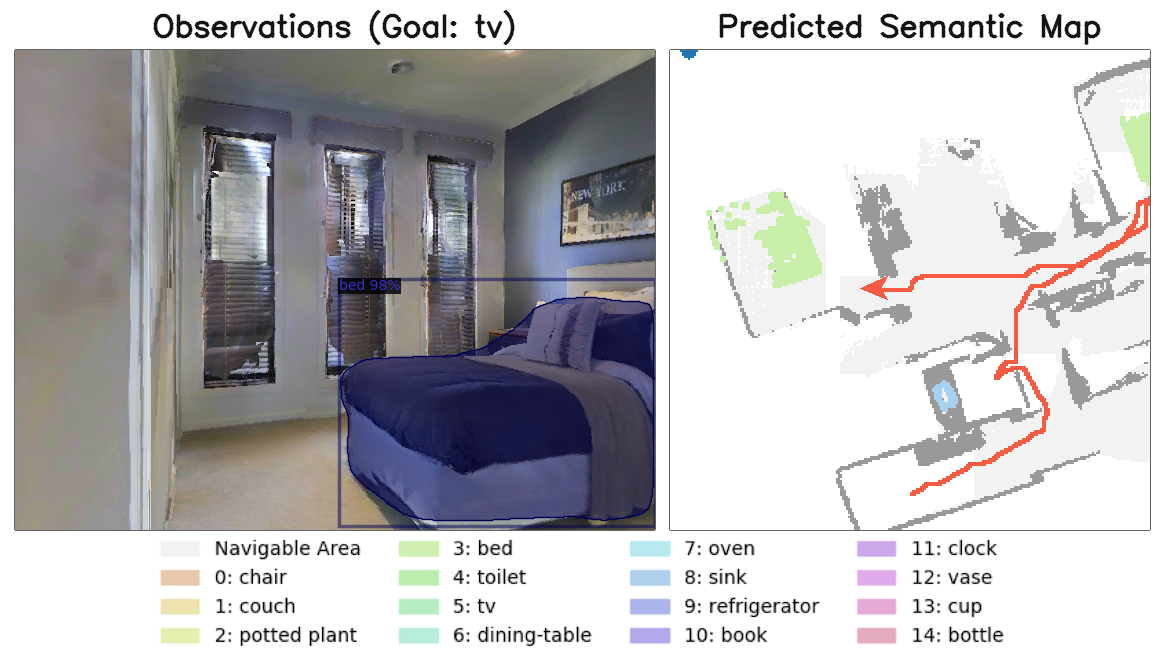 Observations (Goal: tv)
Predicted Semantic Map
NEW YORK
bed 98%
Navigable Area
0: chair
1: couch
2: potted plant
3: bed
4: toilet
5: tv
6: dining-table
7: oven
8: sink
9: refrigerator
10: book
11: clock
12: vase
13: cup
14: bottle